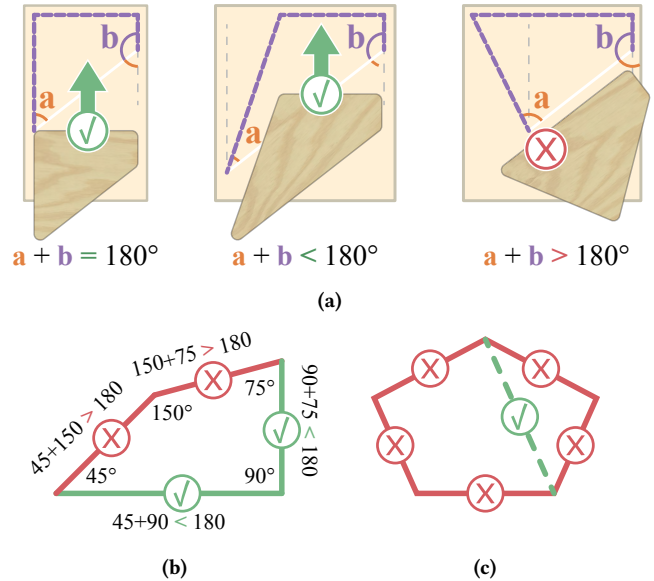 b
a
√
b
a
√
b
a
X
a + b = 180°
a + b < 180°
a + b > 180°
(a)
150+75 > 180
45+150 > 180
X
75°
150°
X
90+75 < 180
√
45°
90°
√
45+90 < 180
X
X
√
X
X
X
(b)
(c)